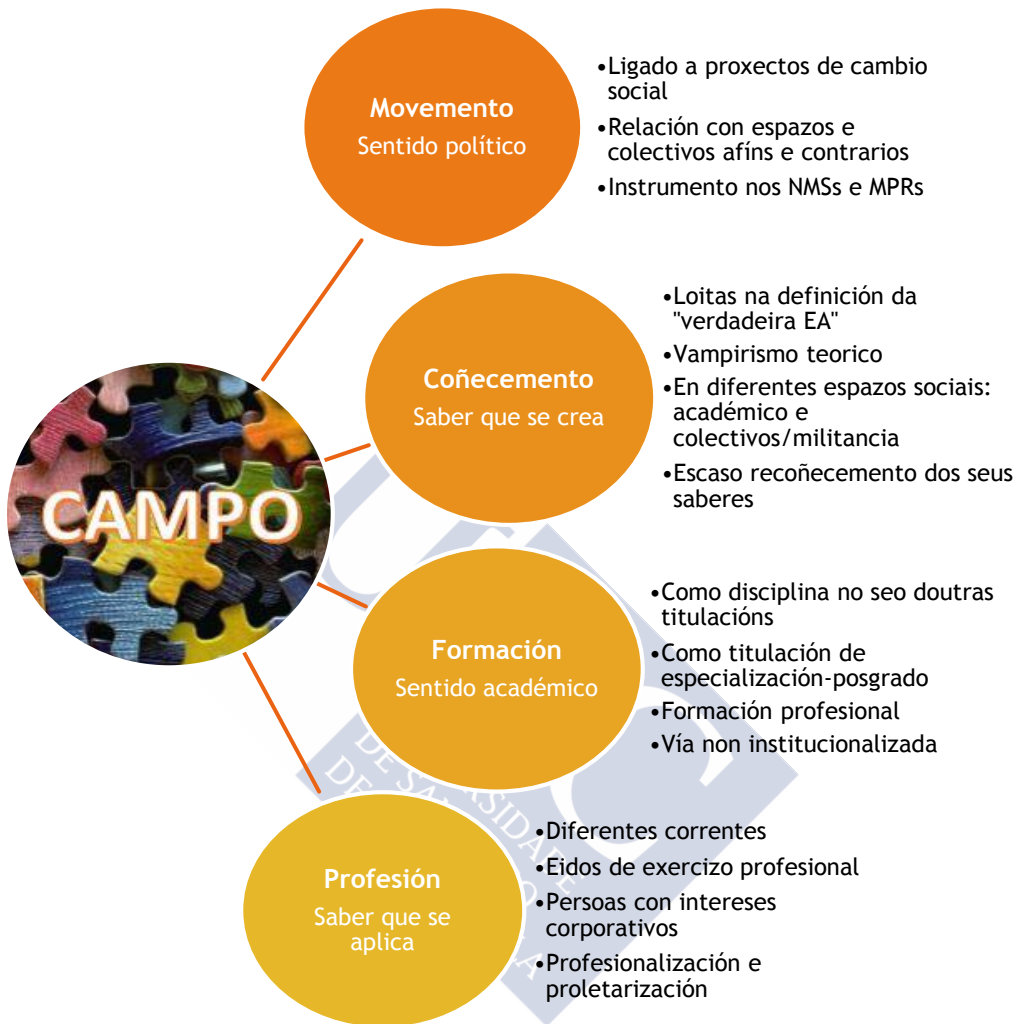 Movemento
Sentido político
•Ligado a proxectos de cambio
social
•Relación con espazos e
colectivos afíns e contrarios
•Instrumento nos NMSs e MPRs
Coñecemento
Saber que se crea
•Loitas na definición da
"verdadeira EA"
•Vampirismo teorico
•En diferentes espazos sociais:
académico e
colectivos/militancia
•Escaso recoñecemento dos seus
saberes
CAMPO
Formación
Sentido académico
•Como disciplina no seo doutras
titulacións
•Como titulación de
especialización-posgrado
•Formación profesional
•Vía non institucionalizada
Profesión
Saber que se
aplica
•Diferentes correntes
•Eidos de exercizo profesional
•Persoas con intereses
corporativos
•Profesionalización e
proletarización